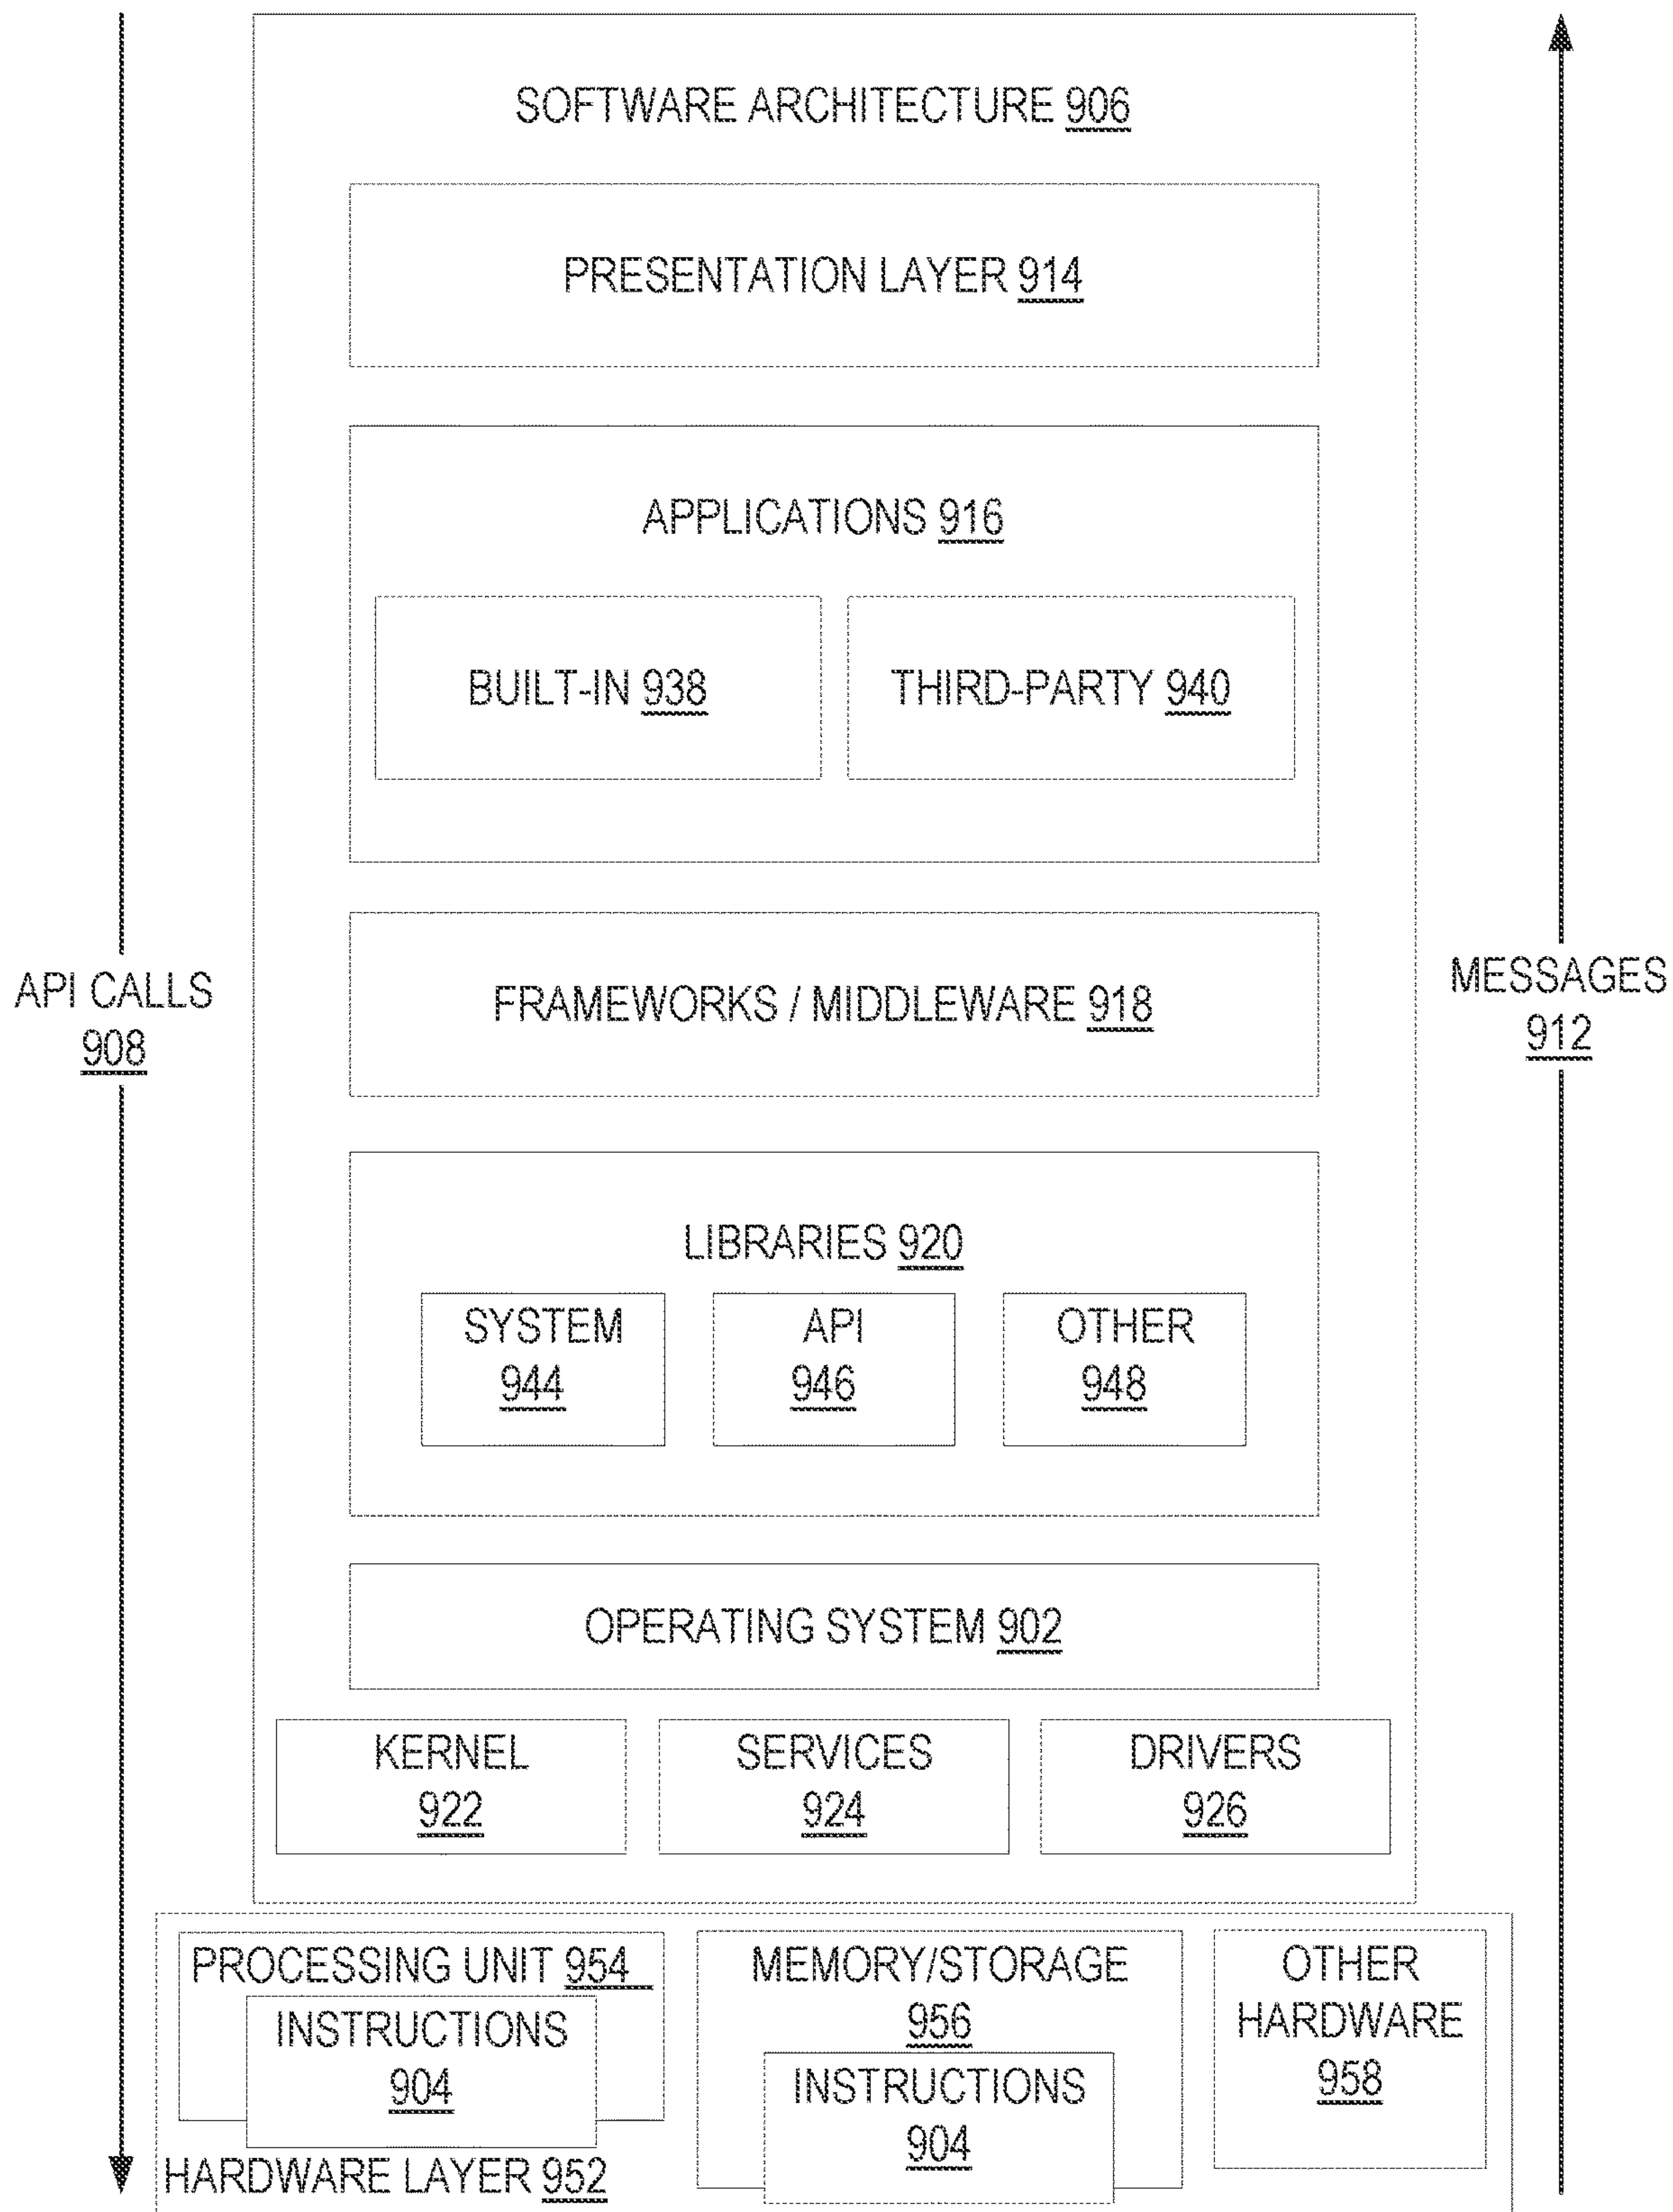 SOFTWARE ARCHITECTURE 906
PRESENTATION LAYER 914
APPLICATIONS 916
BUILT-IN 938
THIRD-PARTY 940
API CALLS
908
FRAMEWORKS / MIDDLEWARE 918
MESSAGES
912
LIBRARIES 920
SYSTEM
944
API
946
OTHER
948
OPERATING SYSTEM 902
KERNEL
922
SERVICES
924
DRIVERS
926
PROCESSING UNIT 954
INSTRUCTIONS
904
MEMORY/STORAGE
956
INSTRUCTIONS
904
OTHER
HARDWARE
958
HARDWARE LAYER 952